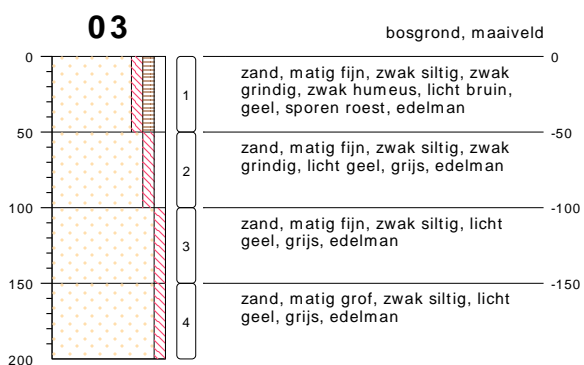 03
bosgrond, maaiveld
0
0
1
zand, matig fijn, zwak siltig, zwak
grindig, zwak humeus, licht bruin,
geel, sporen roest, edelman
50
-50
2
zand, matig fijn, zwak siltig, zwak
grindig, licht geel, grijs, edelman
100
-100
3
zand, matig fijn, zwak siltig, licht
geel, grijs, edelman
150
-150
4
zand, matig grof, zwak siltig, licht
geel, grijs, edelman
200